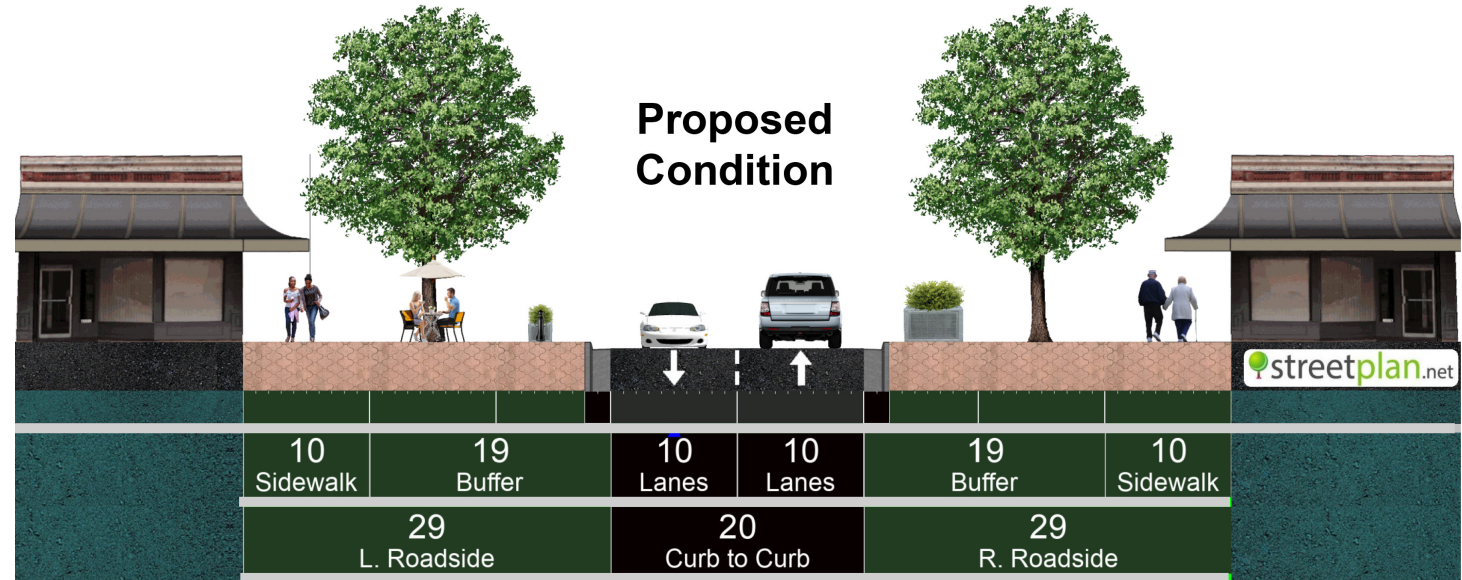 Proposed
Condition
streetplan.net
10
Sidewalk
19
Buffer
10
Lanes
10
Lanes
19
Buffer
10
Sidewalk
29
L. Roadside
20
Curb to Curb
29
R. Roadside